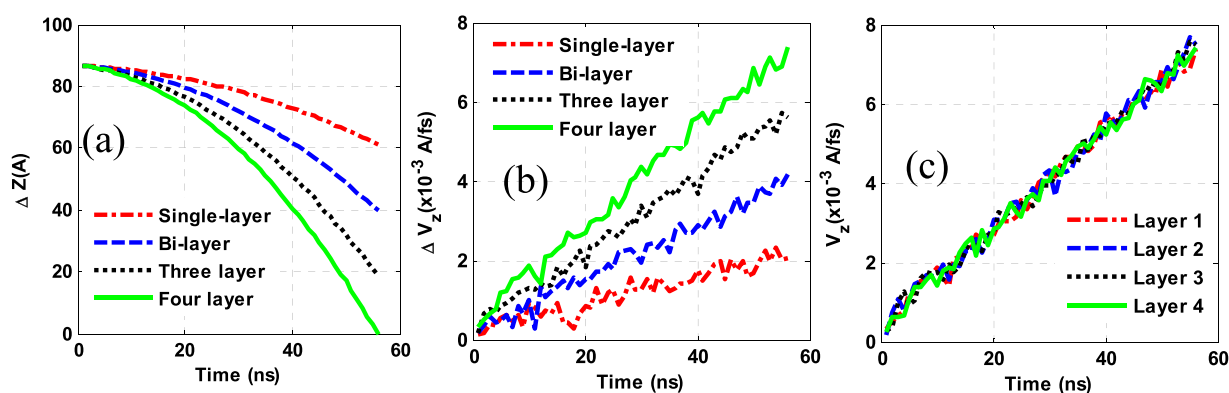 100
80
60
40
20
0
0
20
40
60
Δ Z(A)
Time (ns)
(a)
Single-layer
Bi-layer
Three layer
Four layer
8
6
4
2
0
0
20
40
60
Δ Vz(x10⁻³ A/fs)
Time (ns)
(b)
Single-layer
Bi-layer
Three layer
Four layer
8
6
4
2
0
0
20
40
60
Vz(x10⁻³ A/fs)
Time (ns)
(c)
Layer 1
Layer 2
Layer 3
Layer 4